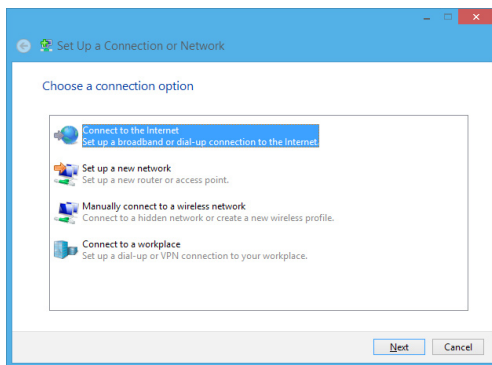 Set Up a Connection or Network
Choose a connection option
Connect to the Internet
Set up a broadband or dial-up connection to the Internet.
Set up a new network
Set up a new router or access point.
Manually connect to a wireless network
Connect to a hidden network or create a new wireless profile.
Connect to a workplace
Set up a dial-up or VPN connection to your workplace.
Next Cancel